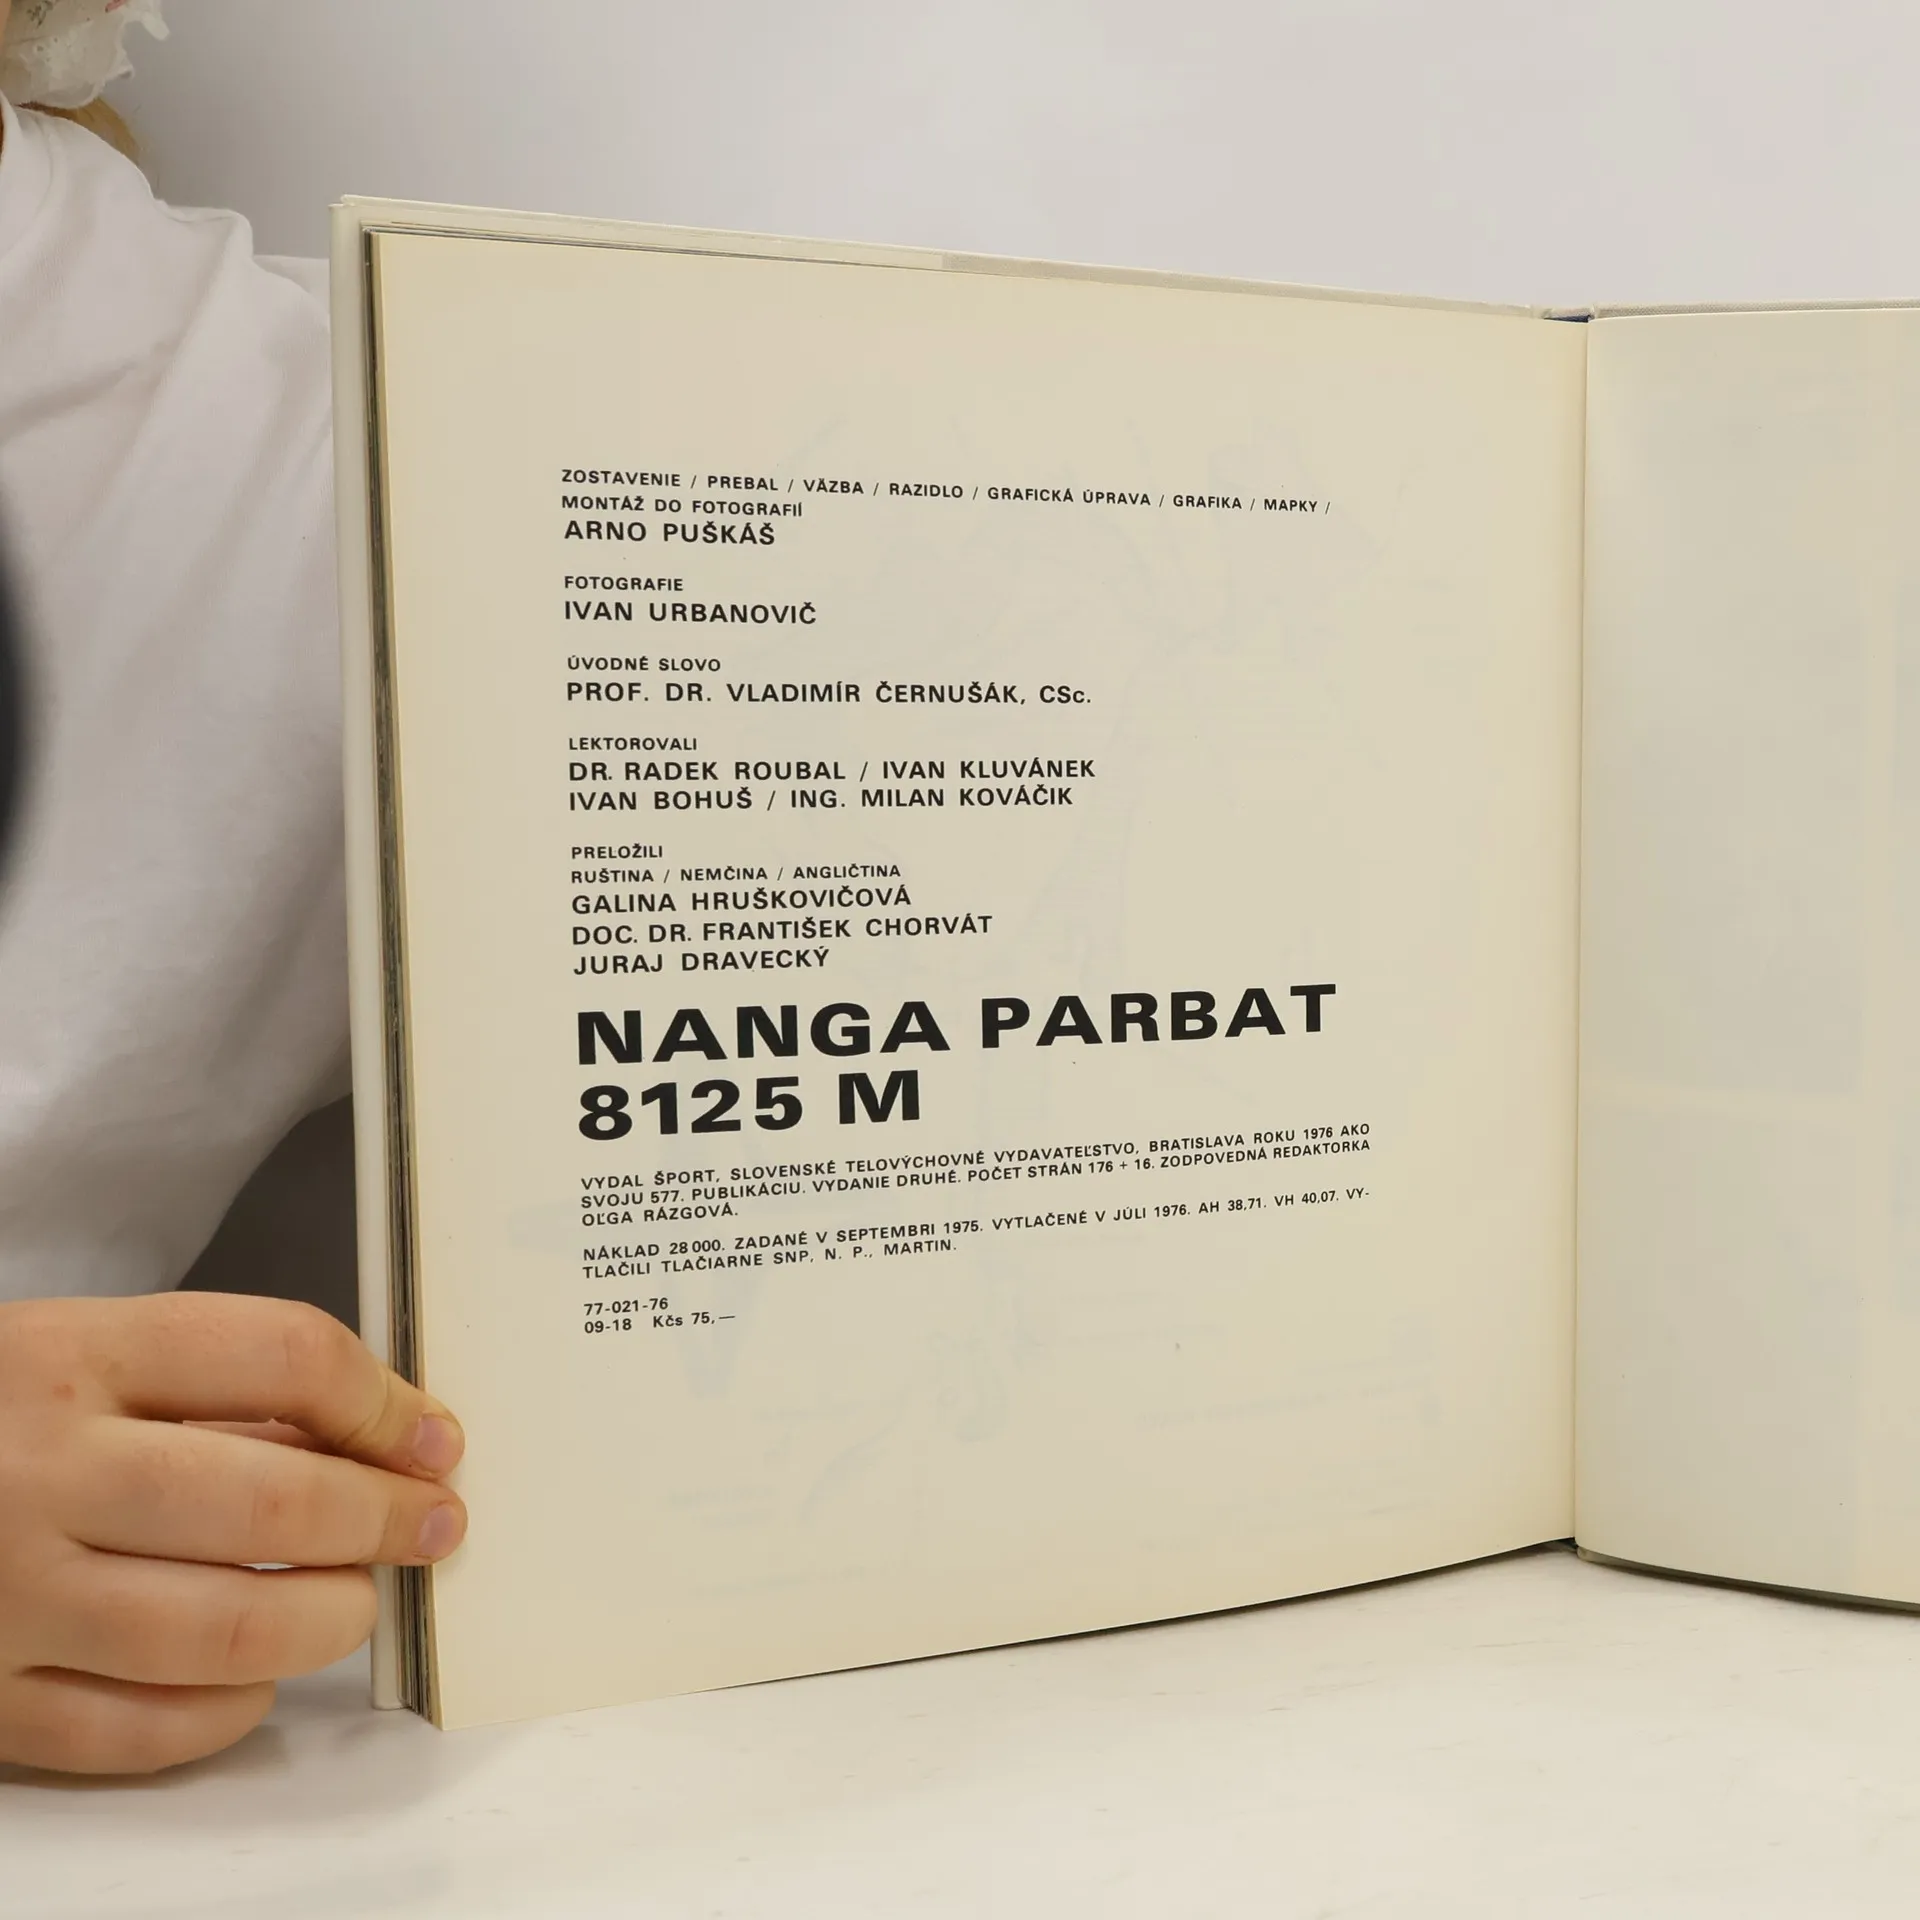 ZOSTAVENIE / PREBAL / VÄZBA / RAZIDLO / GRAFICKÁ ÚPRAVA / GRAFIKA / MAPKY /
MONTÁŽ DO FOTOGRAFIÍ
ARNO PUŠKÁŠ
FOTOGRAFIE
IVAN URBANOVIČ
ÚVODNÉ SLOVO
PROF. DR. VLADIMÍR ČERNUŠÁK, CSc.
LEKTOROVALI
DR. RADEK ROUBAL / IVAN KLUVÁNEK
IVAN BOHUŠ / ING. MILAN KOVÁČIK
PRELOŽILI
RUŠTINA / NEMČINA / ANGLIČTINA
GALINA HRUŠKOVIČOVÁ
DOC. DR. FRANTIŠEK CHORVÁT
JURAJ DRAVECKÝ
NANGA PARBAT
8125 M
VYDAL ŠPORT, SLOVENSKÉ TELOVÝCHOVNÉ VYDAVATEĽSTVO, BRATISLAVA ROKU 1976 AKO
SVOJU 577. PUBLIKÁCIU. VYDANIE DRUHÉ. POČET STRÁN 176 + 16. ZODPOVEDNÁ REDAKTORKA
OĽGA RÁZGOVÁ.
NÁKLAD 28 000. ZADANÉ V SEPTEMBRI 1975. VYTLAČENÉ V JÚLI 1976. AH 38,71. VH 40,07. VY-
TLAČILI TLAČIARNE SNP, N. P., MARTIN.
77-021-76
09-18 Kčs 75,—